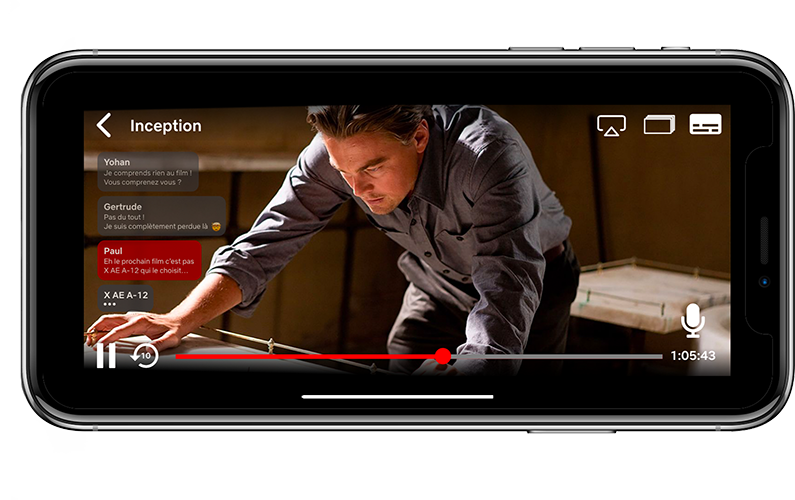 Inception
Yohan
Je comprends rien au film !
Vous comprenez vous ?
Gertrude
Pas du tout !
Je suis complètement perdue là 🤯
Paul
Eh le prochain film c'est pas
X AE A-12 qui le choisit...
X AE A-12
10
1:05:43